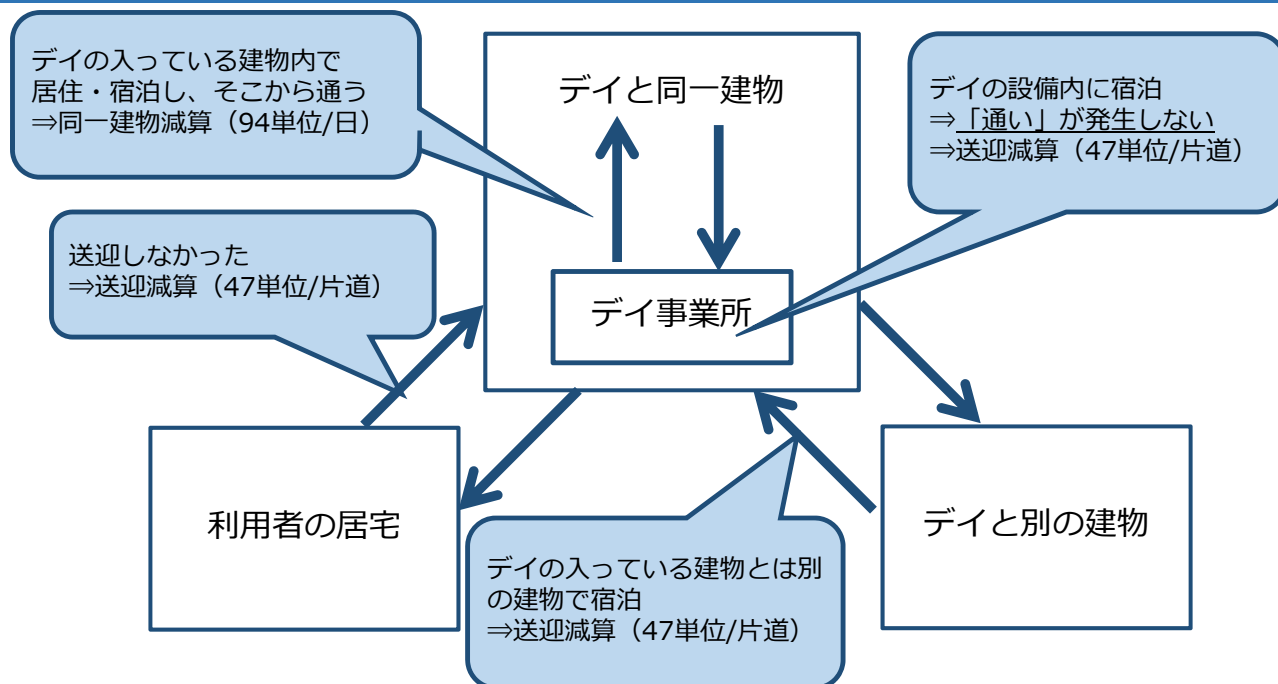 デイの入っている建物内で
居住・宿泊し、そこから通う
⇒同一建物減算（94単位/日）
デイと同一建物
デイの設備内に宿泊
⇒「通い」が発生しない
⇒送迎減算（47単位/片道）
送迎しなかった
⇒送迎減算（47単位/片道）
デイ事業所
利用者の居宅
デイの入っている建物とは別
の建物で宿泊
⇒送迎減算（47単位/片道）
デイと別の建物